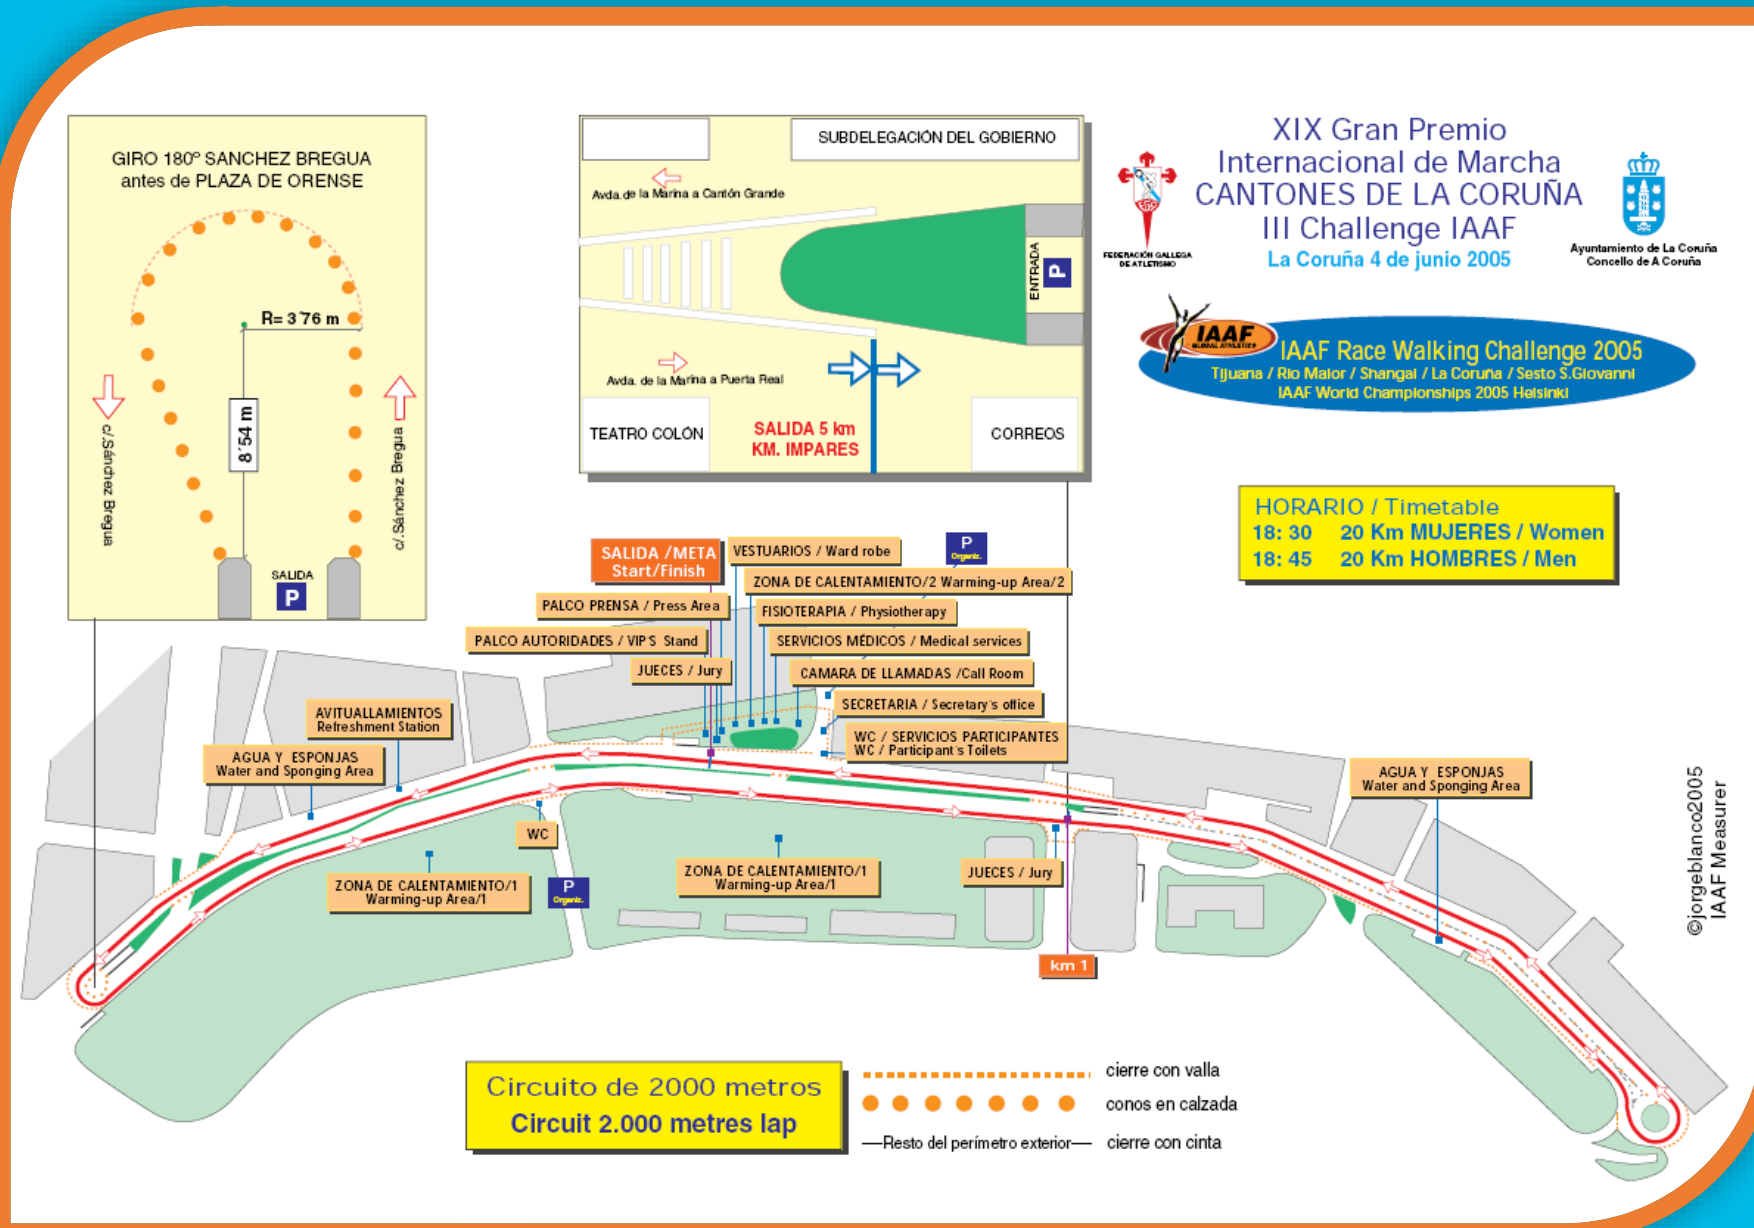 GIRO 180º SANCHEZ BREGUA
antes de PLAZA DE ORENSE
R= 3´76 m
8´54 m
c/.Sánchez Bregua
c/.Sánchez Bregua
SALIDA
P
SUBDELEGACIÓN DEL GOBIERNO
Avda.de la Marina a Cantón Grande
ENTRADA
P
Avda. de la Marina a Puerta Real
TEATRO COLÓN
SALIDA 5 km
KM. IMPARES
CORREOS
XIX Gran Premio
Internacional de Marcha
CANTONES DE LA CORUÑA
III Challenge IAAF
La Coruña 4 de junio 2005
FEDERACIÓN GALLEGA
DE ATLETISMO
Ayuntamiento de La Coruña
Concello de A Coruña
IAAF
GLOBAL ATHLETICS
IAAF Race Walking Challenge 2005
Tijuana / Rio Maior / Shangai / La Coruña / Sesto S.Giovanni
IAAF World Championships 2005 Helsinki
HORARIO / Timetable
18: 30 20 Km MUJERES / Women
18: 45 20 Km HOMBRES / Men
SALIDA /META
Start/Finish
VESTUARIOS / Ward robe
P
Organiz.
ZONA DE CALENTAMIENTO/2 Warming-up Area/2
PALCO PRENSA / Press Area
FISIOTERAPIA / Physiotherapy
PALCO AUTORIDADES / VIP'S Stand
SERVICIOS MÉDICOS / Medical services
JUECES / Jury
CAMARA DE LLAMADAS /Call Room
SECRETARIA / Secretary's office
AVITUALLAMIENTOS
Refreshment Station
WC / SERVICIOS PARTICIPANTES
WC / Participant's Toilets
AGUA Y ESPONJAS
Water and Sponging Area
AGUA Y ESPONJAS
Water and Sponging Area
WC
ZONA DE CALENTAMIENTO/1
Warming-up Area/1
P
Organiz.
ZONA DE CALENTAMIENTO/1
Warming-up Area/1
JUECES / Jury
km 1
©jorgeblanco2005
IAAF Measurer
Circuito de 2000 metros
Circuit 2.000 metres lap
cierre con valla
conos en calzada
Resto del perímetro exterior
cierre con cinta